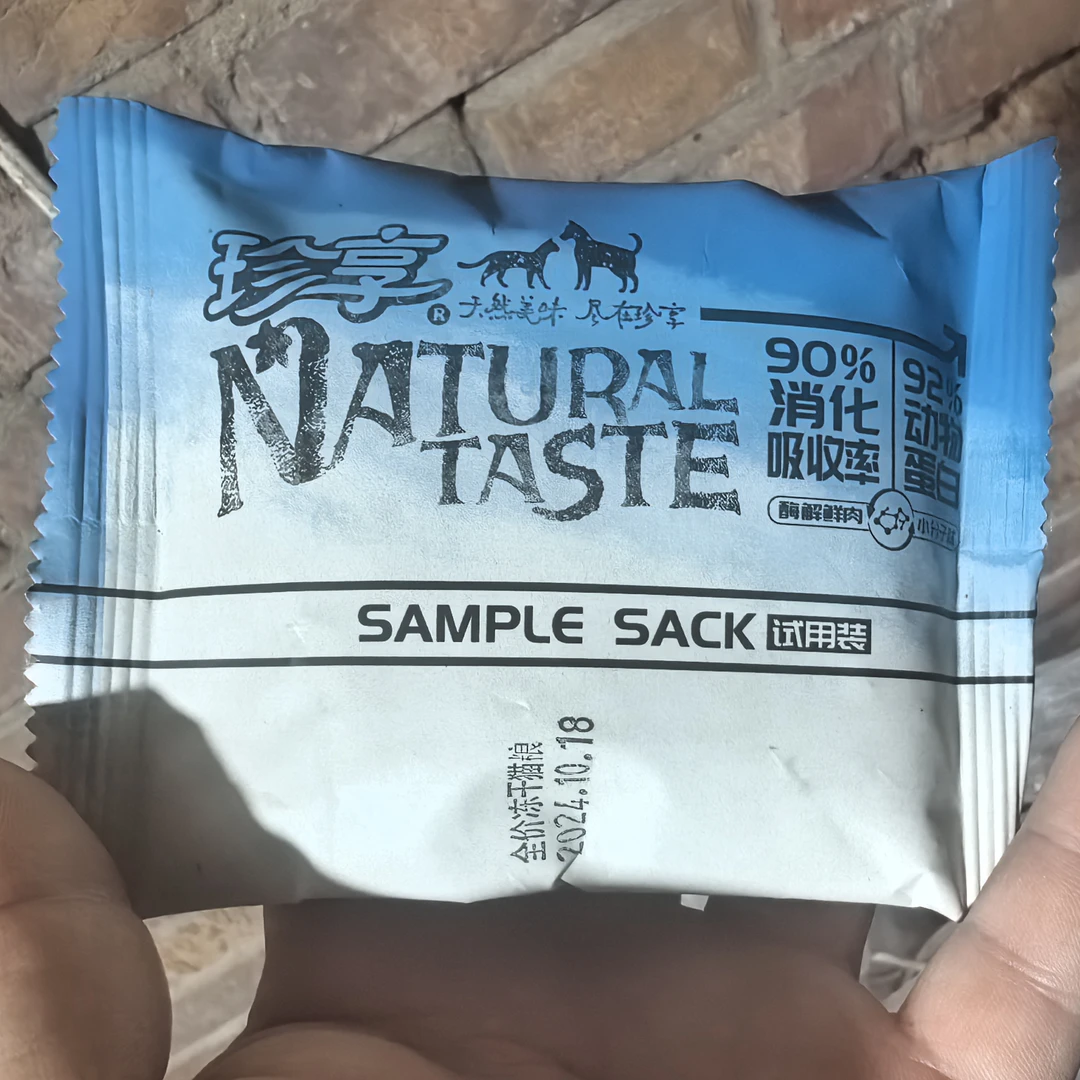 珍享®
天然美味 尽在珍享
NATURAL
TASTE
90%
消化
吸收率
92%
动物
蛋白
酶解鲜肉
小分子
SAMPLE SACK 试用装
全价冻干猫粮
2024.10.18